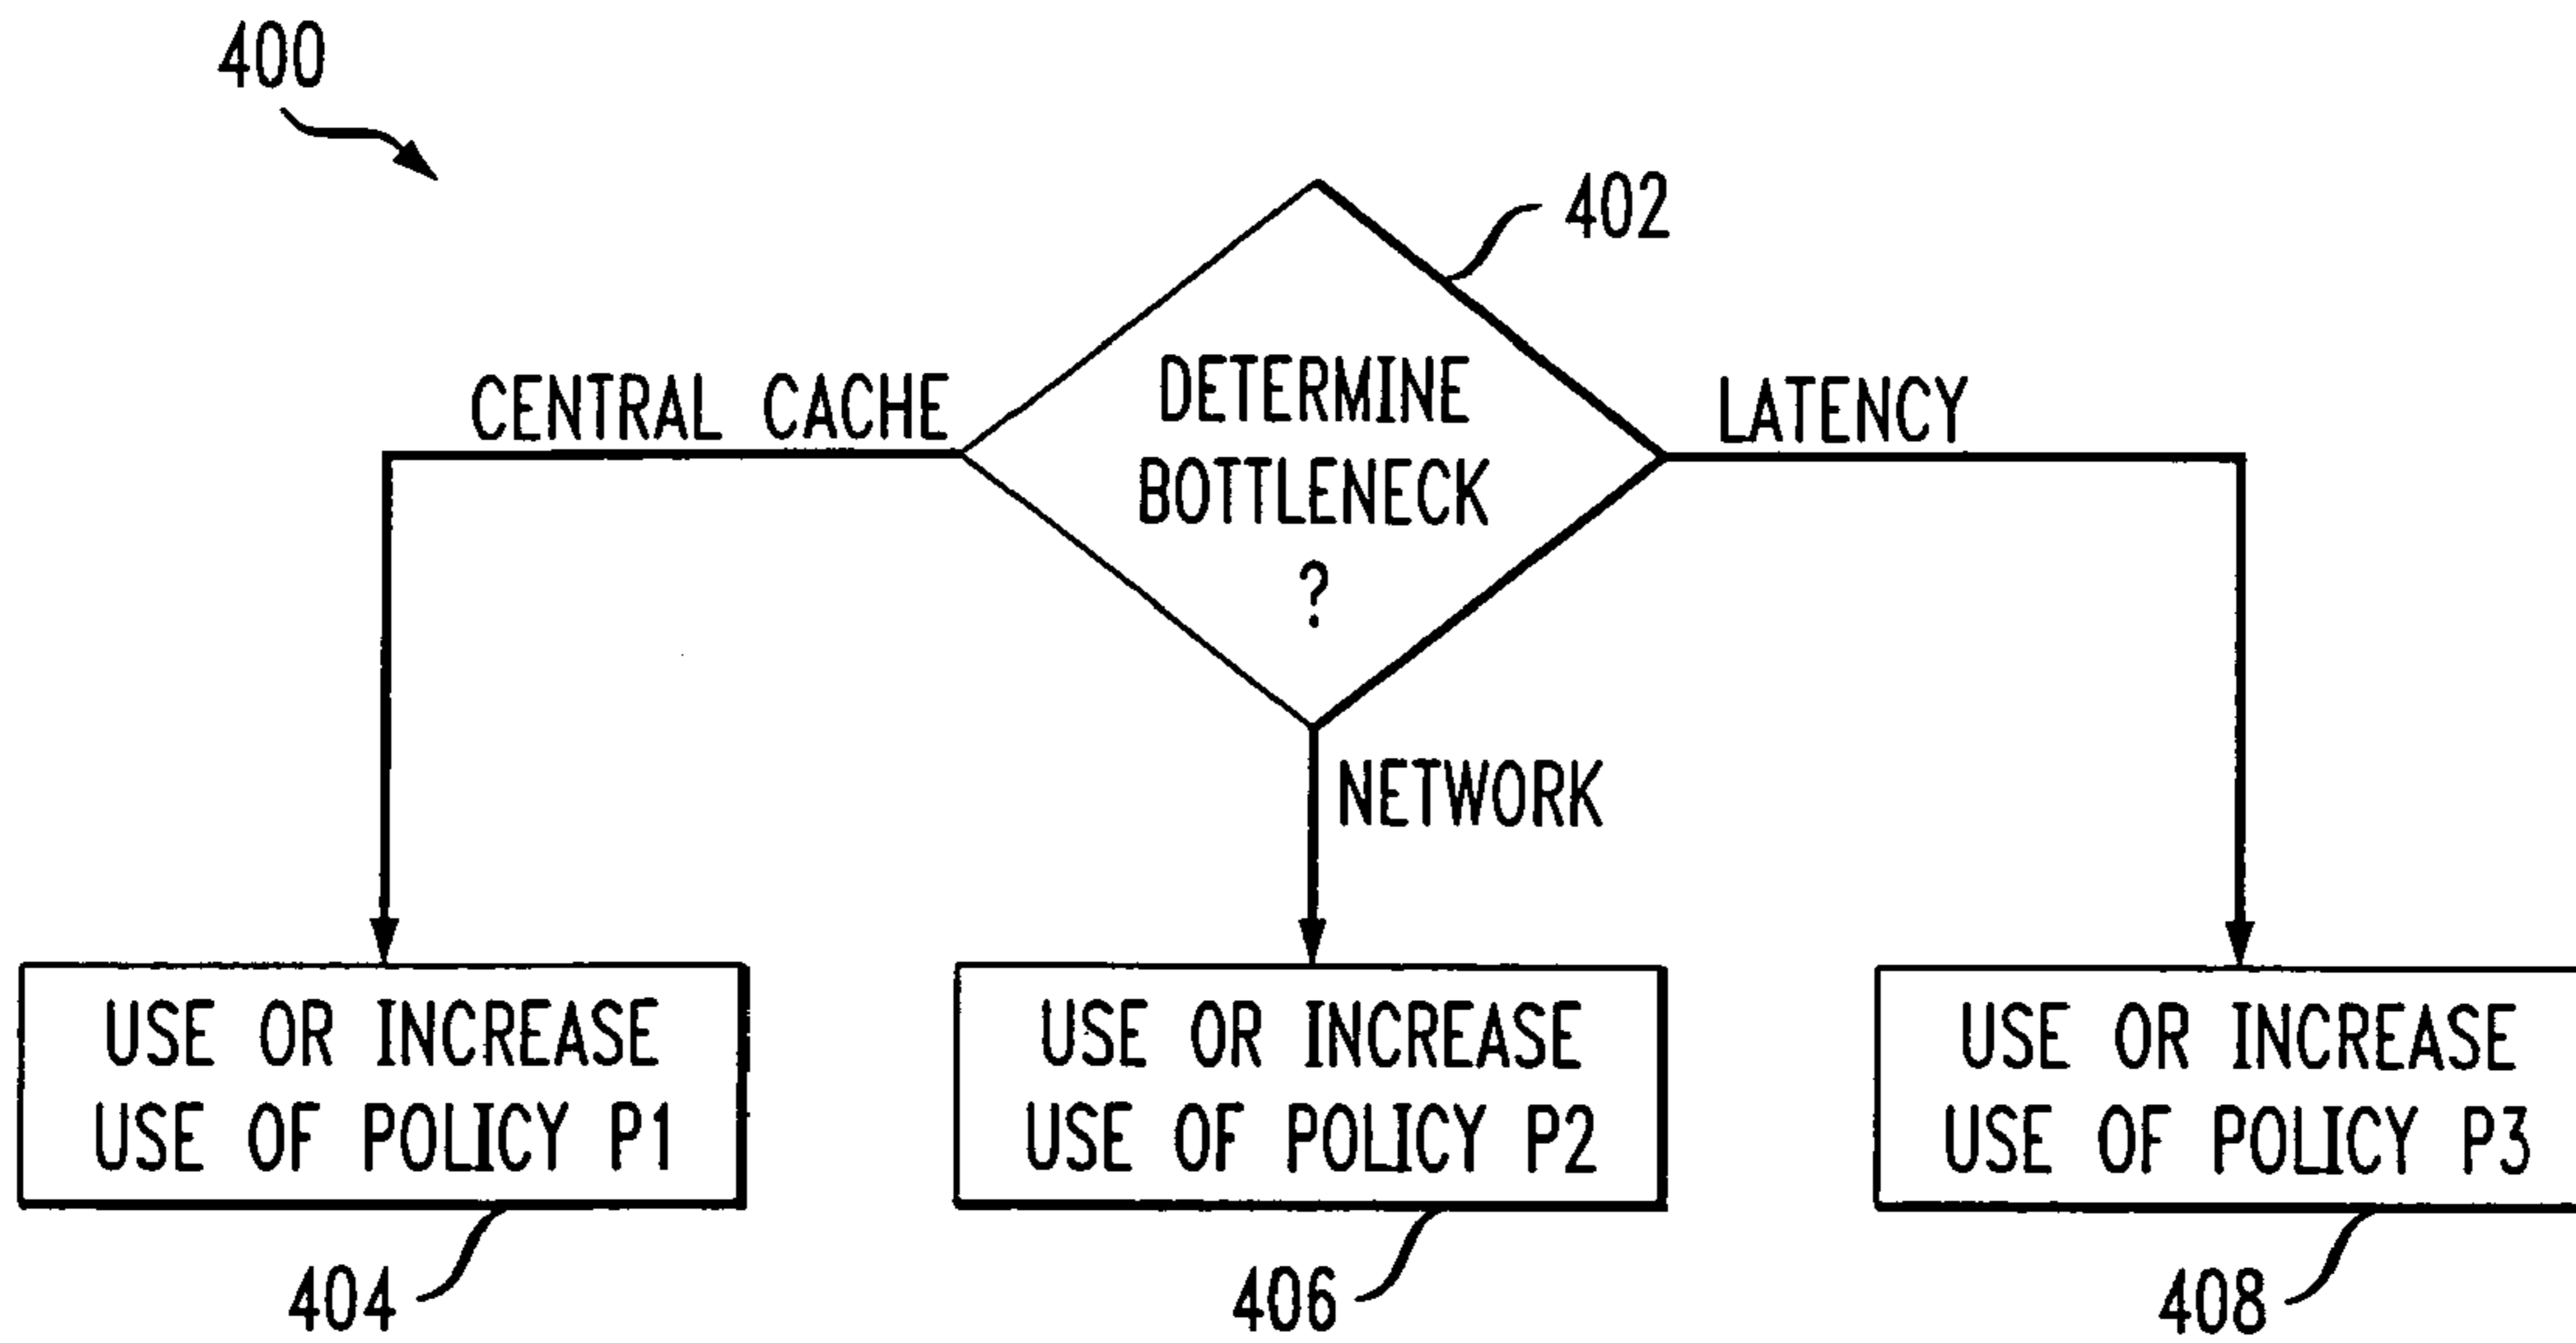 400
402
DETERMINE
BOTTLENECK
?
CENTRAL CACHE
LATENCY
NETWORK
USE OR INCREASE
USE OF POLICY P1
USE OR INCREASE
USE OF POLICY P2
USE OR INCREASE
USE OF POLICY P3
404
406
408